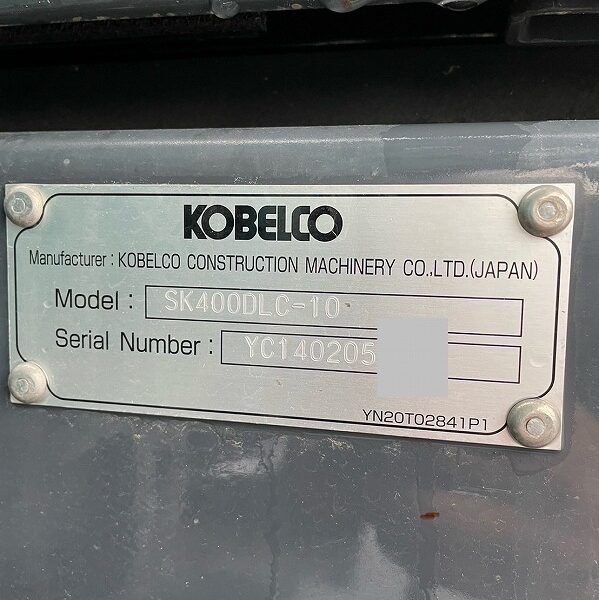 KOBELCO
Manufacturer : KOBELCO CONSTRUCTION MACHINERY CO.,LTD.(JAPAN)
Model : SK400DLC-10
Serial Number : YC140205
YN20T02841P1